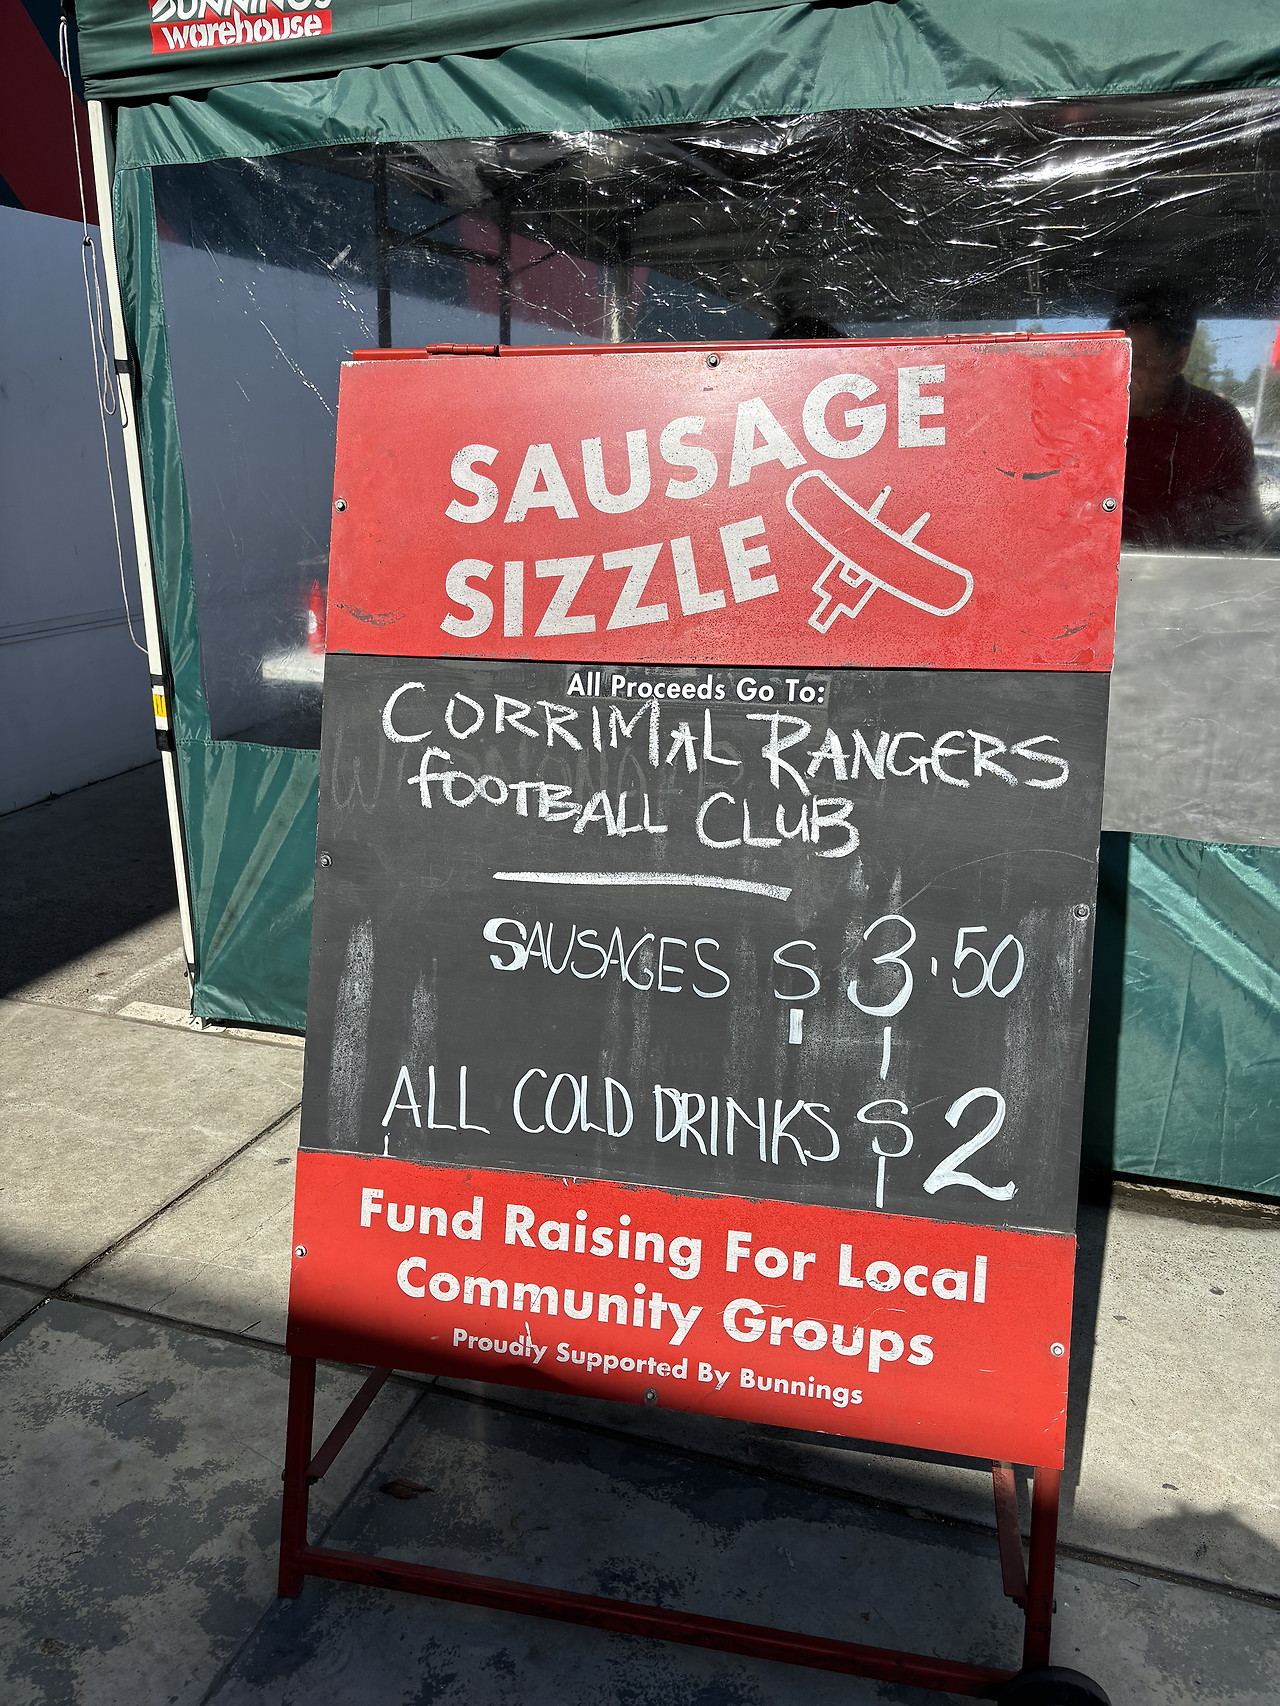 BUNNINGS
warehouse
SAUSAGE
SIZZLE
All Proceeds Go To:
CORRIMAL RANGERS
FOOTBALL CLUB
SAUSAGES $3.50
ALL COLD DRINKS $2
Fund Raising For Local
Community Groups
Proudly Supported By Bunnings